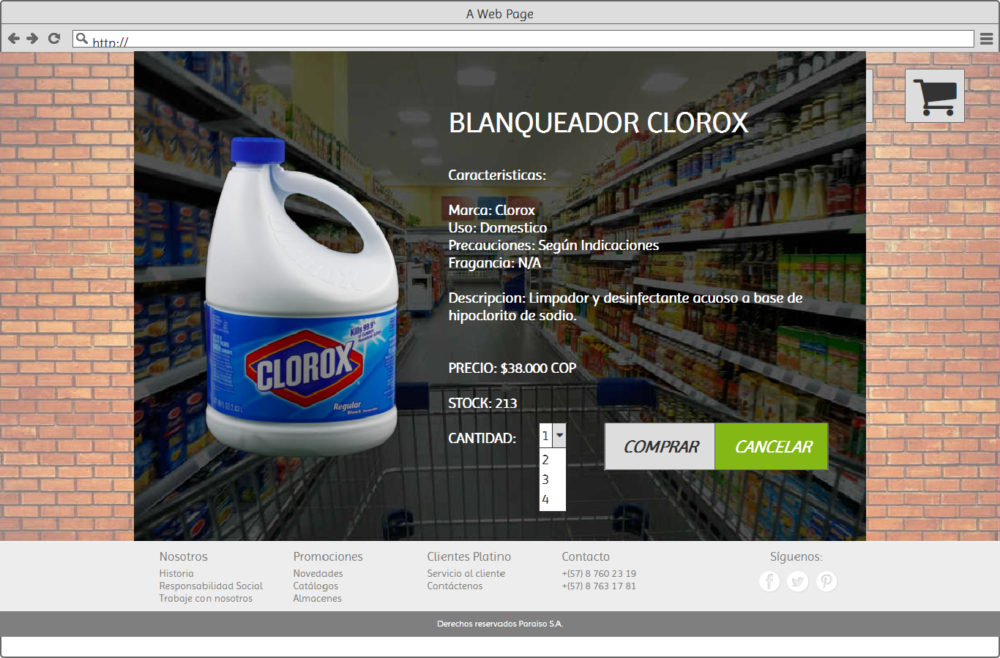 A Web Page
http://
BLANQUEADOR CLOROX
Caracteristicas:
Marca: Clorox
Uso: Domestico
Precauciones: Según Indicaciones
Fragancia: N/A
Descripcion: Limpador y desinfectante acuoso a base de
hipoclorito de sodio.
PRECIO: $38.000 COP
STOCK: 213
CANTIDAD:
1
2
3
4
COMPRAR
CANCELAR
Kills 99.9%
CLOROX
Regular
Bleach
Nosotros
Historia
Responsabilidad Social
Trabaje con nosotros
Promociones
Novedades
Catálogos
Almacenes
Clientes Platino
Servicio al cliente
Contáctenos
Contacto
+(57) 8 760 23 19
+(57) 8 763 17 81
Síguenos:
Derechos reservados Paraiso S.A.